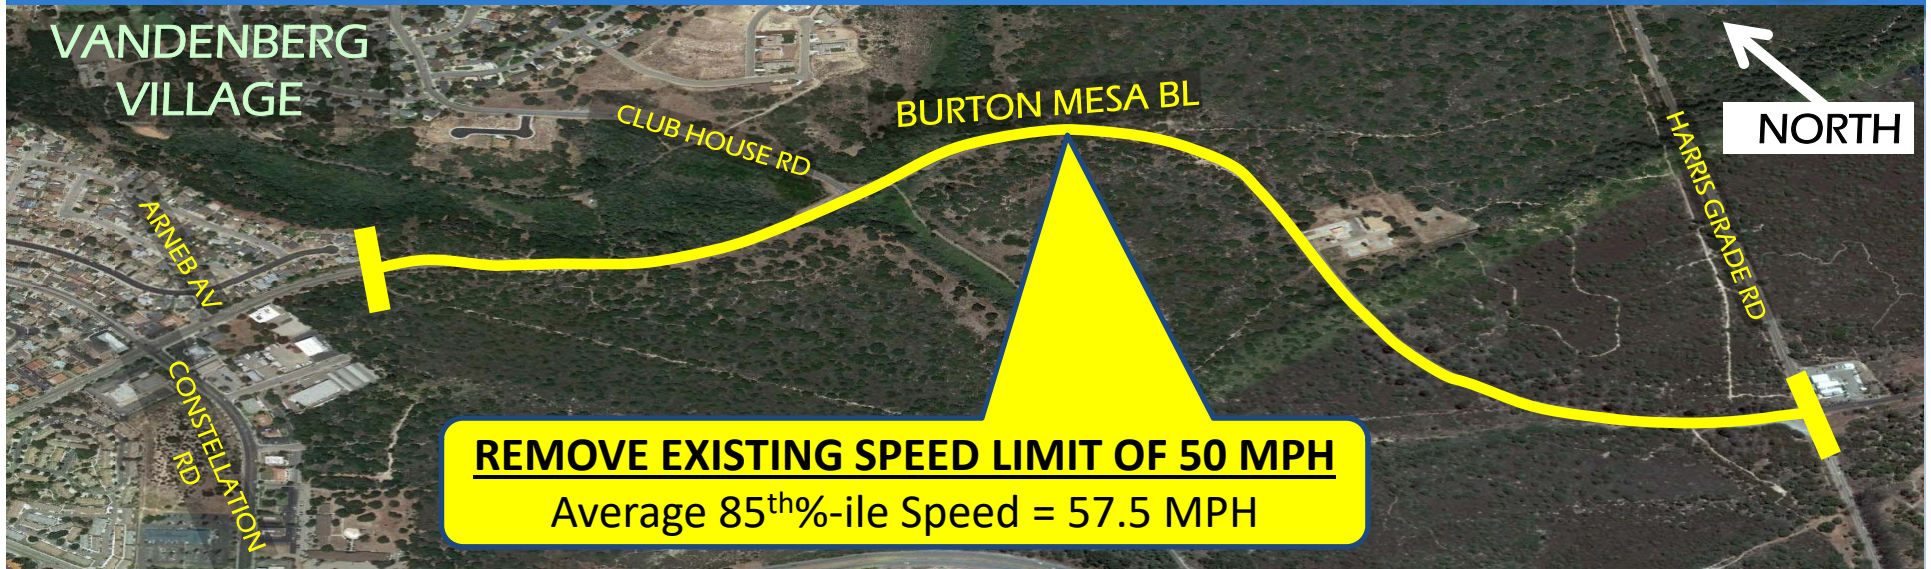 VANDENBERG
VILLAGE
BURTON MESA BL
CLUB HOUSE RD
NORTH
HARRIS GRADE RD
ARNEB AV
CONSTELLATION
RD
REMOVE EXISTING SPEED LIMIT OF 50 MPH
Average 85th%-ile Speed = 57.5 MPH